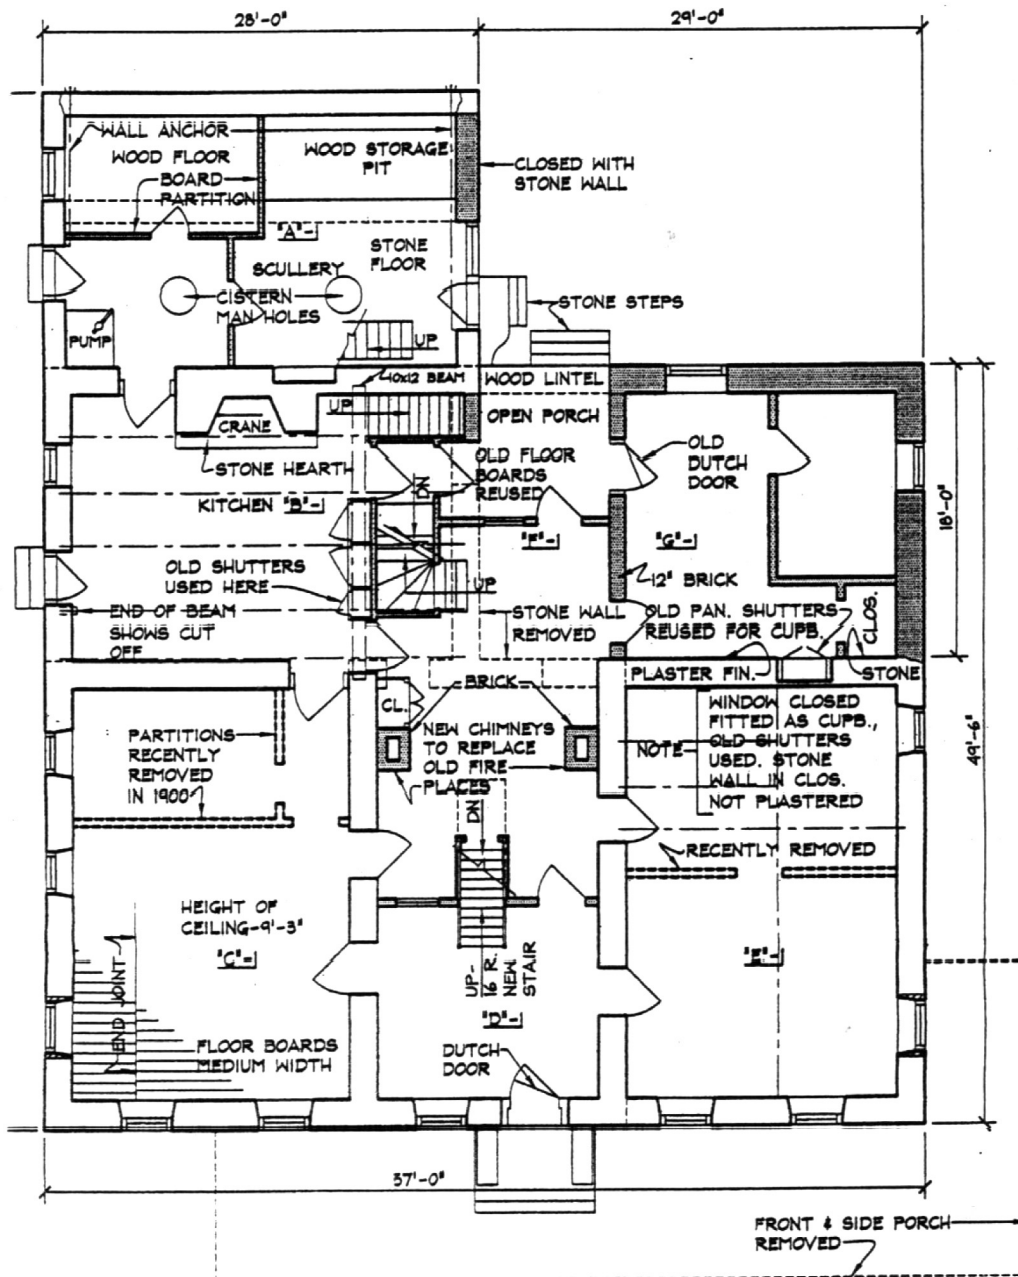 28'-0"
29'-0"
WALL ANCHOR
WOOD FLOOR
BOARD
PARTITION
WOOD STORAGE
PIT
CLOSED WITH
STONE WALL
"A"-1
STONE
FLOOR
SCULLERY
CISTERN
MAN HOLES
STONE STEPS
PUMP
UP
10x12 BEAM
WOOD LINTEL
UP
OPEN PORCH
CRANE
STONE HEARTH
OLD FLOOR
BOARDS
REUSED
OLD
DUTCH
DOOR
DN
KITCHEN "B"-1
18'-0"
"F"-1
"G"-1
OLD SHUTTERS
USED HERE
12" BRICK
UP
END OF BEAM
SHOWS CUT
OFF
STONE WALL
REMOVED
OLD PAN. SHUTTERS
REUSED FOR CUPB.
CLOS.
PLASTER FIN.
STONE
BRICK
CL.
WINDOW CLOSED
FITTED AS CUPB.,
OLD SHUTTERS
USED. STONE
WALL IN CLOS.
NOT PLASTERED
NOTE
PARTITIONS
RECENTLY
REMOVED
IN 1900
NEW CHIMNEYS
TO REPLACE
OLD FIRE
PLACES
49'-6"
DN
RECENTLY REMOVED
HEIGHT OF
CEILING-9'-3"
"C"-1
"E"-1
END JOINT
UP-
16 R.
NEW
STAIR
"D"-1
FLOOR BOARDS
MEDIUM WIDTH
DUTCH
DOOR
57'-0"
FRONT & SIDE PORCH
REMOVED